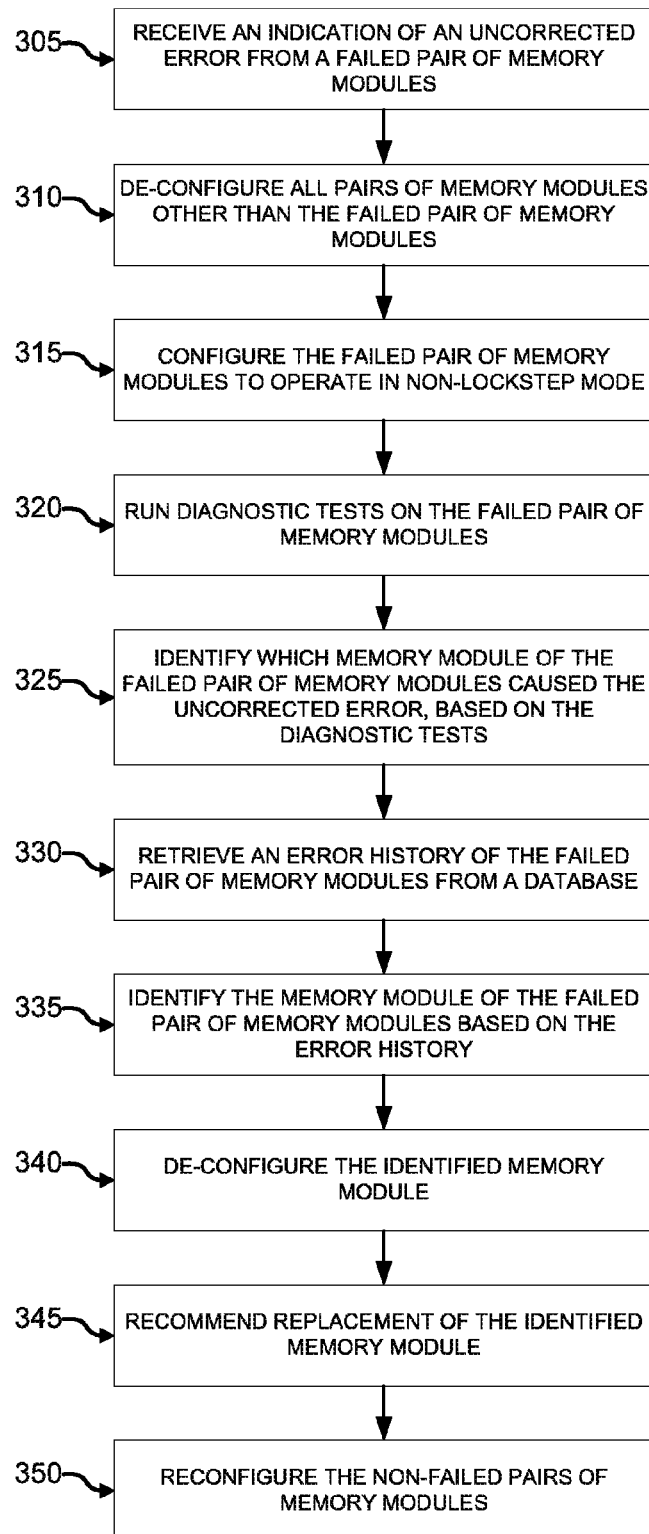 305
RECEIVE AN INDICATION OF AN UNCORRECTED
ERROR FROM A FAILED PAIR OF MEMORY
MODULES
310
DE-CONFIGURE ALL PAIRS OF MEMORY MODULES
OTHER THAN THE FAILED PAIR OF MEMORY
MODULES
315
CONFIGURE THE FAILED PAIR OF MEMORY
MODULES TO OPERATE IN NON-LOCKSTEP MODE
320
RUN DIAGNOSTIC TESTS ON THE FAILED PAIR OF
MEMORY MODULES
325
IDENTIFY WHICH MEMORY MODULE OF THE
FAILED PAIR OF MEMORY MODULES CAUSED THE
UNCORRECTED ERROR, BASED ON THE
DIAGNOSTIC TESTS
330
RETRIEVE AN ERROR HISTORY OF THE FAILED
PAIR OF MEMORY MODULES FROM A DATABASE
335
IDENTIFY THE MEMORY MODULE OF THE FAILED
PAIR OF MEMORY MODULES BASED ON THE
ERROR HISTORY
340
DE-CONFIGURE THE IDENTIFIED MEMORY
MODULE
345
RECOMMEND REPLACEMENT OF THE IDENTIFIED
MEMORY MODULE
350
RECONFIGURE THE NON-FAILED PAIRS OF
MEMORY MODULES